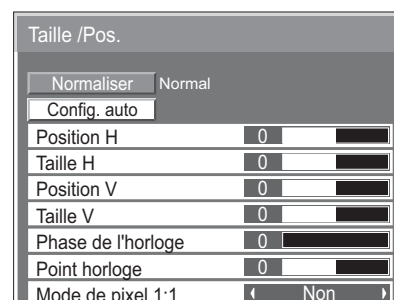 Taille /Pos.
Normaliser Normal
Config. auto
Position H 0
Taille H 0
Position V 0
Taille V 0
Phase de l'horloge 0
Point horloge 0
Mode de pixel 1:1 Non